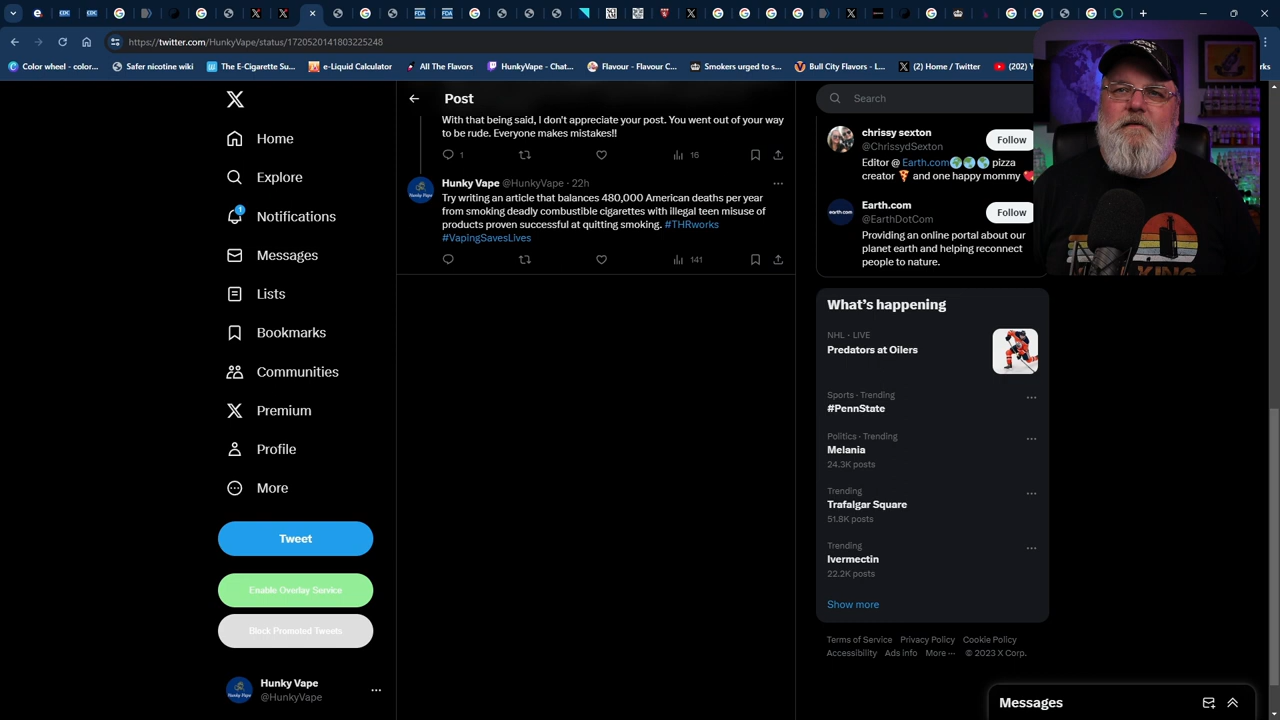 https://twitter.com/HunkyVape/status/1720520141803225248
Color wheel - color...
Safer nicotine wiki
The E-Cigarette Su...
e-Liquid Calculator
All The Flavors
HunkyVape - Chat...
Flavour - Flavour C...
Smokers urged to s...
Bull City Flavors - L...
(2) Home / Twitter
Home
Explore
1
Notifications
Messages
Lists
Bookmarks
Communities
Premium
Profile
More
Tweet
Enable Overlay Service
Block Promoted Tweets
Hunky Vape
@HunkyVape
Post
With that being said, I don't appreciate your post. You went out of your way
to be rude. Everyone makes mistakes!!
1 16
Hunky Vape @HunkyVape · 22h
Try writing an article that balances 480,000 American deaths per year
from smoking deadly combustible cigarettes with illegal teen misuse of
products proven successful at quitting smoking. #THRworks
#VapingSavesLives
141
Search
chrissy sexton
@ChrissydSexton
Follow
Editor @ Earth.com pizza
creator and one happy mommy
Earth.com
@EarthDotCom
Follow
Providing an online portal about our
planet earth and helping reconnect
people to nature.
What's happening
NHL · LIVE
Predators at Oilers
Sports · Trending
#PennState
Politics · Trending
Melania
24.3K posts
Trending
Trafalgar Square
51.8K posts
Trending
Ivermectin
22.2K posts
Show more
Terms of Service Privacy Policy Cookie Policy
Accessibility Ads info More ··· © 2023 X Corp.
Messages